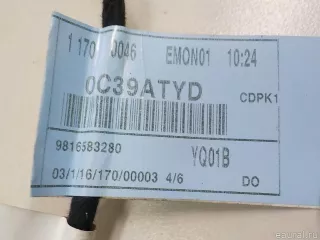 1 170 0046 EMON01 10:24
0C39ATYD CDPK1
9816583280 YQ01B
03/1/16/170/00003 4/6 DO